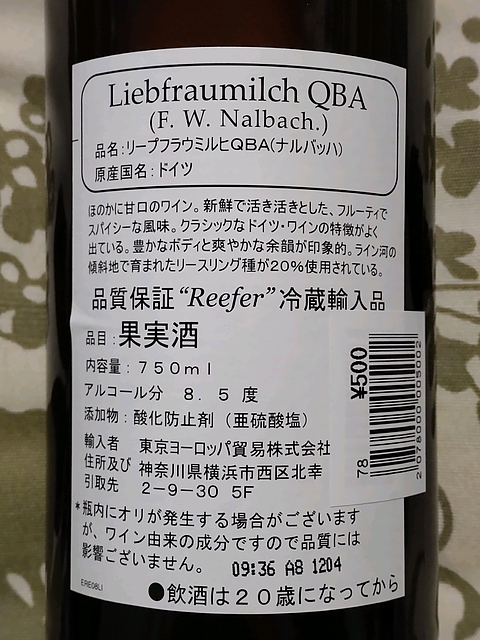 Liebfraumilch QBA
(F. W. Nalbach.)
品名：リープフラウミルヒQBA(ナルバッハ)
原産国名：ドイツ
ほのかに甘口のワイン。新鮮で活き活きとした、フルーティで
スパイシーな風味。クラシックなドイツ・ワインの特徴がよく
出ている。豊かなボディと爽やかな余韻が印象的。ライン河の
傾斜地で育まれたリースリング種が20%使用されている。
品質保証“Reefer”冷蔵輸入品
品目：果実酒
内容量：750ml
アルコール分 8.5度
添加物：酸化防止剤（亜硫酸塩）
輸入者 東京ヨーロッパ貿易株式会社
住所及び 神奈川県横浜市西区北幸
引取先 2-9-30 5F
*瓶内にオリが発生する場合がございます
が、ワイン由来の成分ですので品質には
影響ございません。
09:36 A8 1204
ERE08LI
●飲酒は20歳になってから
¥500
78
2078000005002